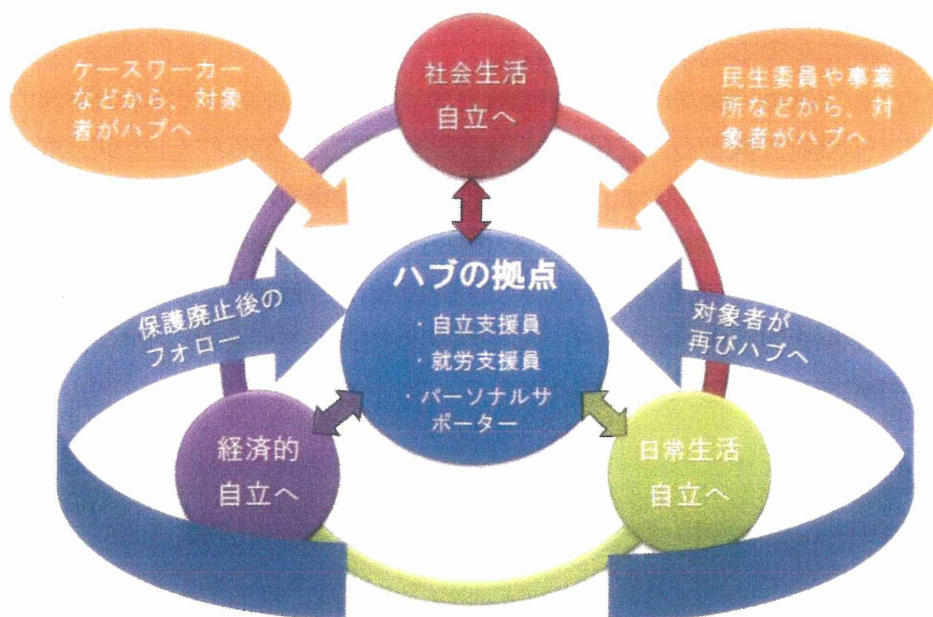 ケースワーカー
などから、対象
者がハブへ
社会生活
自立へ
民生委員や事業
所などから、対
象者がハブへ
ハブの拠点
・自立支援員
・就労支援員
・パーソナルサ
ポーター
保護廃止後の
フォロー
対象者が
再びハブへ
経済的
自立へ
日常生活
自立へ